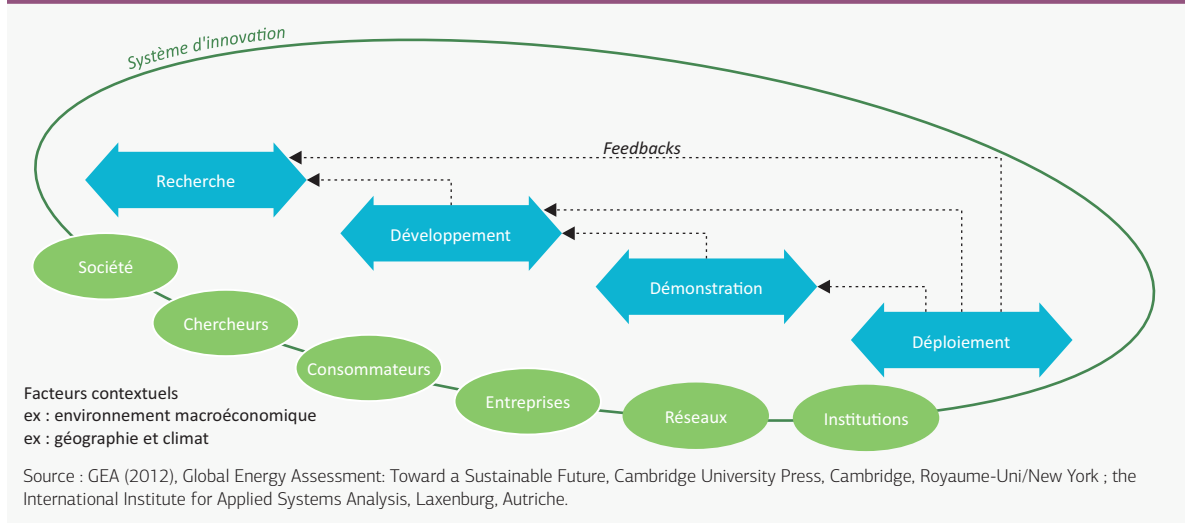 Système d'innovation
Feedbacks
Recherche
Développement
Démonstration
Déploiement
Société
Chercheurs
Consommateurs
Entreprises
Réseaux
Institutions
Facteurs contextuels
ex : environnement macroéconomique
ex : géographie et climat
Source : GEA (2012), Global Energy Assessment: Toward a Sustainable Future, Cambridge University Press, Cambridge, Royaume-Uni/New York ; the
International Institute for Applied Systems Analysis, Laxenburg, Autriche.